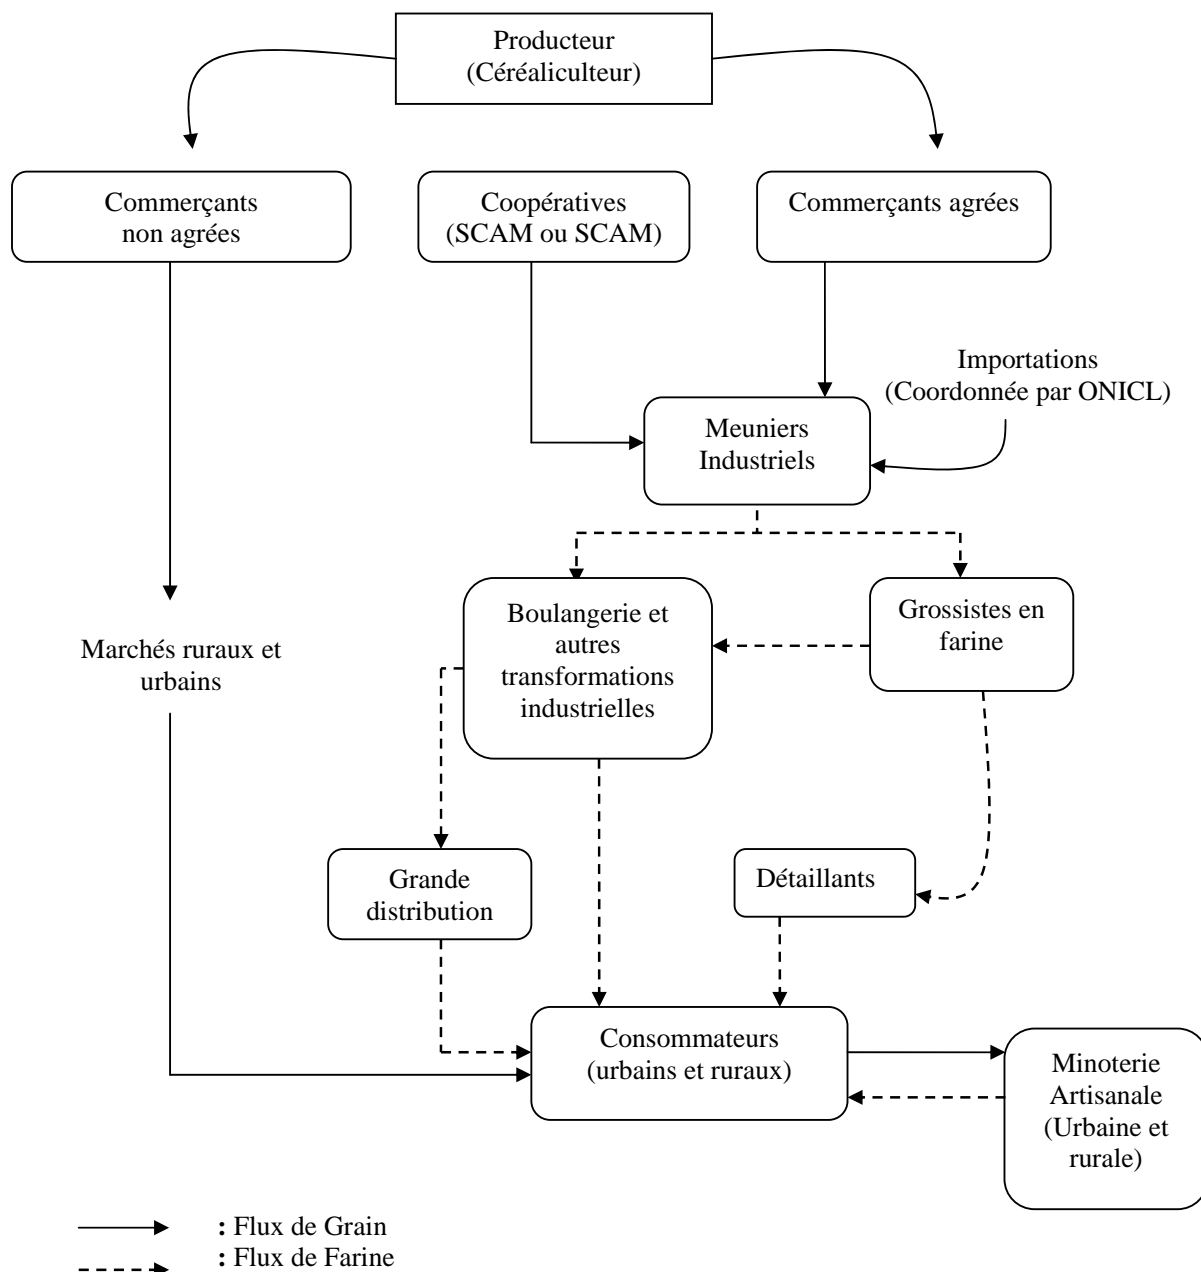 Producteur
(Céréaliculteur)
Commerçants
non agrées
Coopératives
(SCAM ou SCAM)
Commerçants agrées
Importations
(Coordonnée par ONICL)
Meuniers
Industriels
Boulangerie et
autres
transformations
industrielles
Grossistes en
farine
Marchés ruraux et
urbains
Grande
distribution
Détaillants
Consommateurs
(urbains et ruraux)
Minoterie
Artisanale
(Urbaine et
rurale)
: Flux de Grain
: Flux de Farine